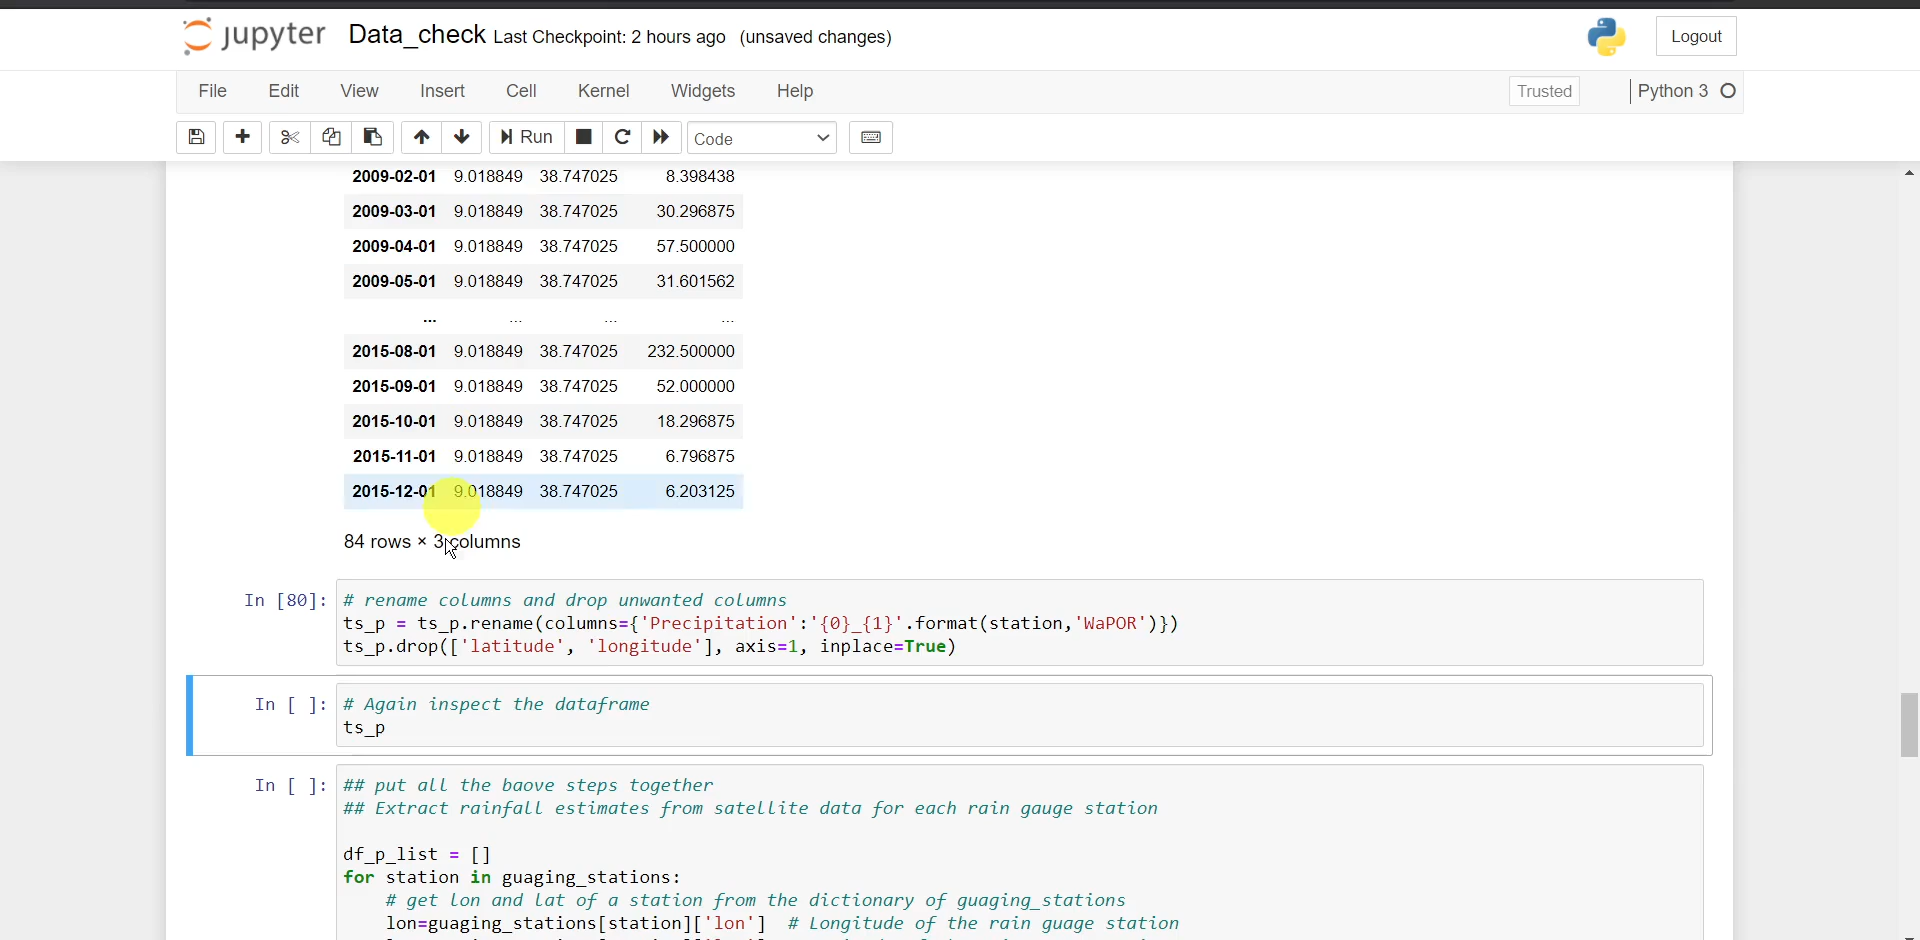 jupyter Data_check Last Checkpoint: 2 hours ago (unsaved changes) Logout
File Edit View Insert Cell Kernel Widgets Help Trusted Python 3
Run Code
2009-02-01 9.018849 38.747025 8.398438
2009-03-01 9.018849 38.747025 30.296875
2009-04-01 9.018849 38.747025 57.500000
2009-05-01 9.018849 38.747025 31.601562
... ... ... ...
2015-08-01 9.018849 38.747025 232.500000
2015-09-01 9.018849 38.747025 52.000000
2015-10-01 9.018849 38.747025 18.296875
2015-11-01 9.018849 38.747025 6.796875
2015-12-01 9.018849 38.747025 6.203125
84 rows × 3 columns
In [80]: # rename columns and drop unwanted columns
ts_p = ts_p.rename(columns={'Precipitation':'{0}_{1}'.format(station,'WaPOR')})
ts_p.drop(['latitude', 'longitude'], axis=1, inplace=True)
In [ ]: # Again inspect the dataframe
ts_p
In [ ]: ## put all the baove steps together
## Extract rainfall estimates from satellite data for each rain gauge station
df_p_list = []
for station in guaging_stations:
# get lon and lat of a station from the dictionary of guaging_stations
lon=guaging_stations[station]['lon'] # Longitude of the rain guage station